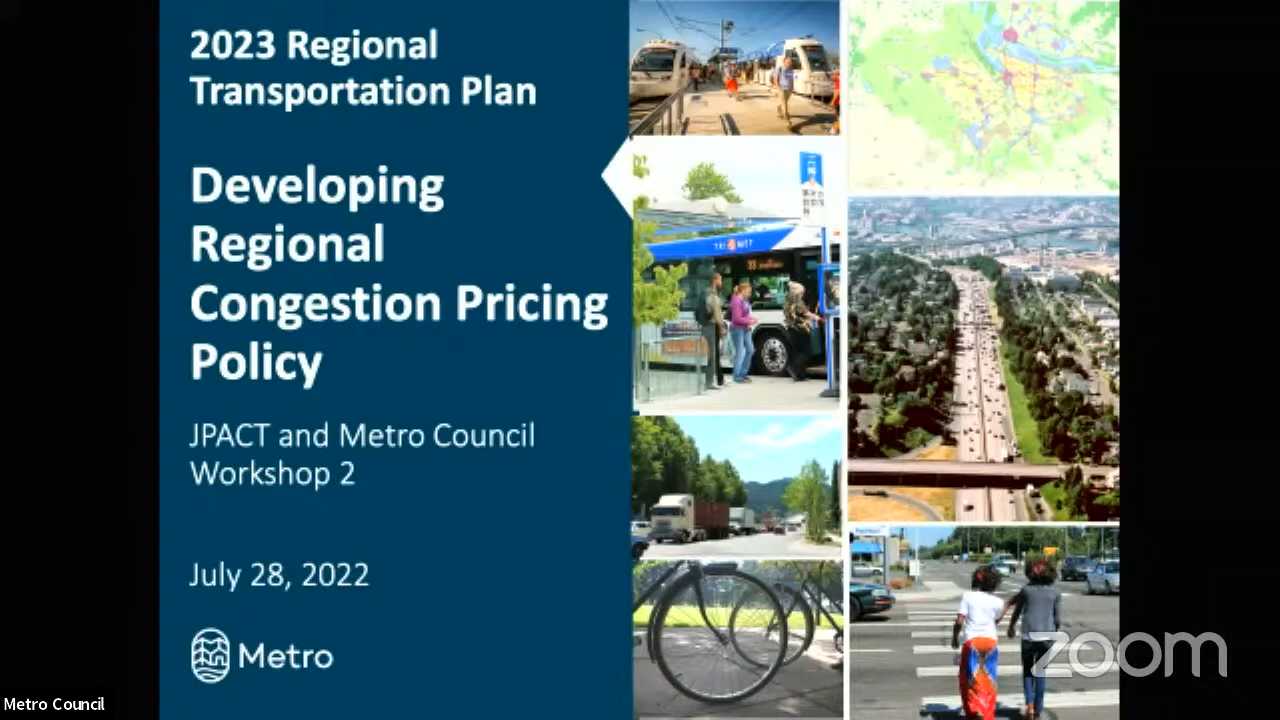 2023 Regional
Transportation Plan
Developing
Regional
Congestion Pricing
Policy
JPACT and Metro Council
Workshop 2
July 28, 2022
Metro
TRI MET
33
zoom
Metro Council